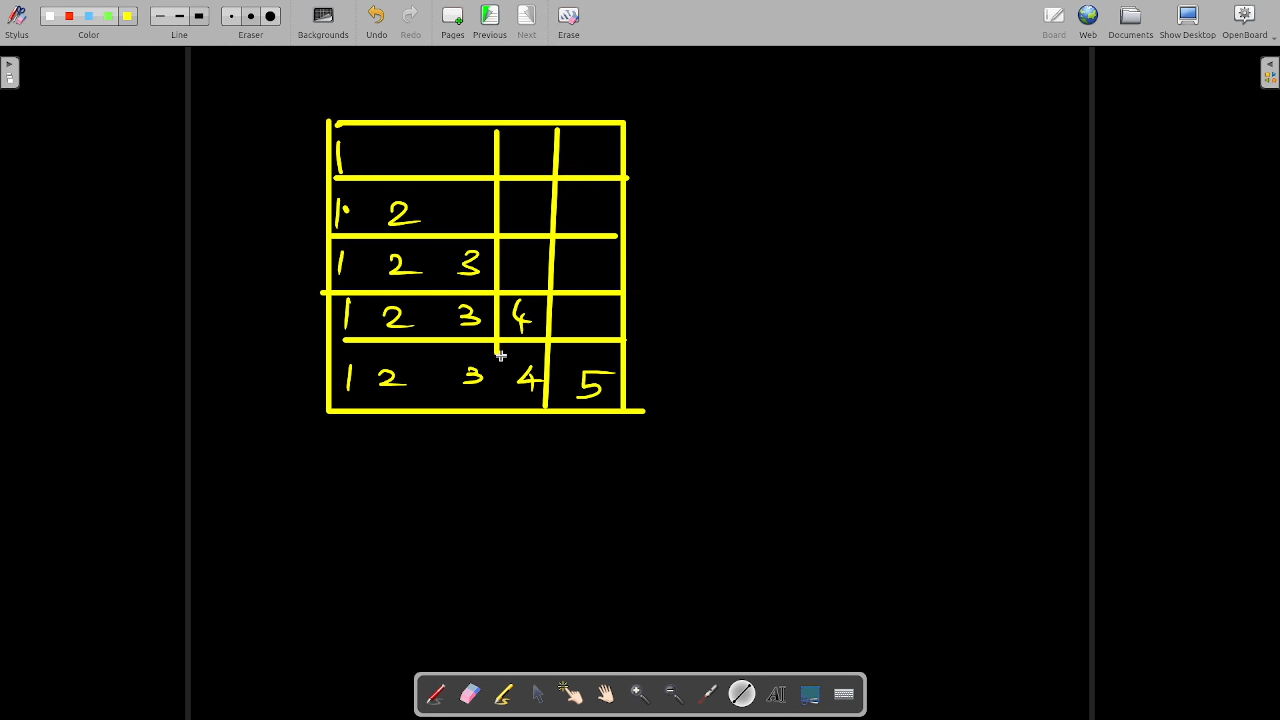 Stylus Color Line Eraser Backgrounds Undo Redo Pages Previous Next Erase Board Web Documents Show Desktop OpenBoard
1
1 2
1 2 3
1 2 3 4
1 2 3 4 5
AI